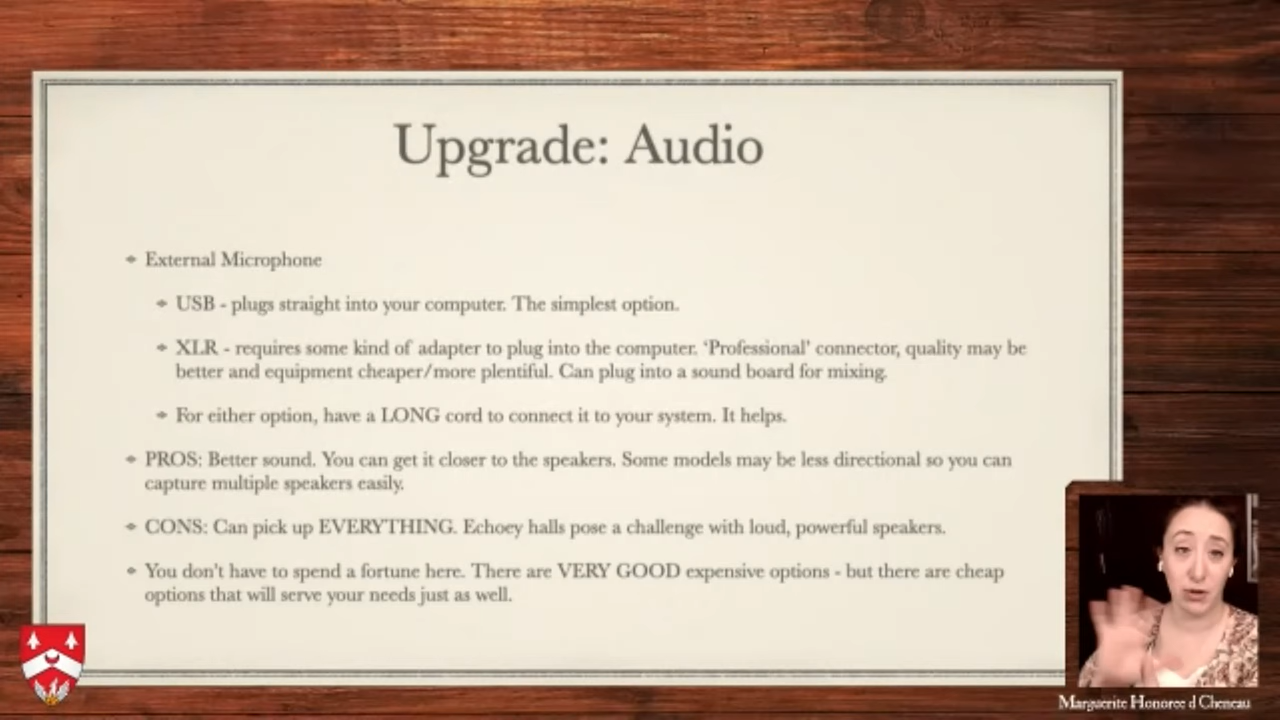 Upgrade: Audio
External Microphone
USB - plugs straight into your computer. The simplest option.
XLR - requires some kind of adapter to plug into the computer. ‘Professional’ connector, quality may be
better and equipment cheaper/more plentiful. Can plug into a sound board for mixing.
For either option, have a LONG cord to connect it to your system. It helps.
PROS: Better sound. You can get it closer to the speakers. Some models may be less directional so you can
capture multiple speakers easily.
CONS: Can pick up EVERYTHING. Echoey halls pose a challenge with loud, powerful speakers.
You don't have to spend a fortune here. There are VERY GOOD expensive options - but there are cheap
options that will serve your needs just as well.
Marguerite Honoree d Cheneau